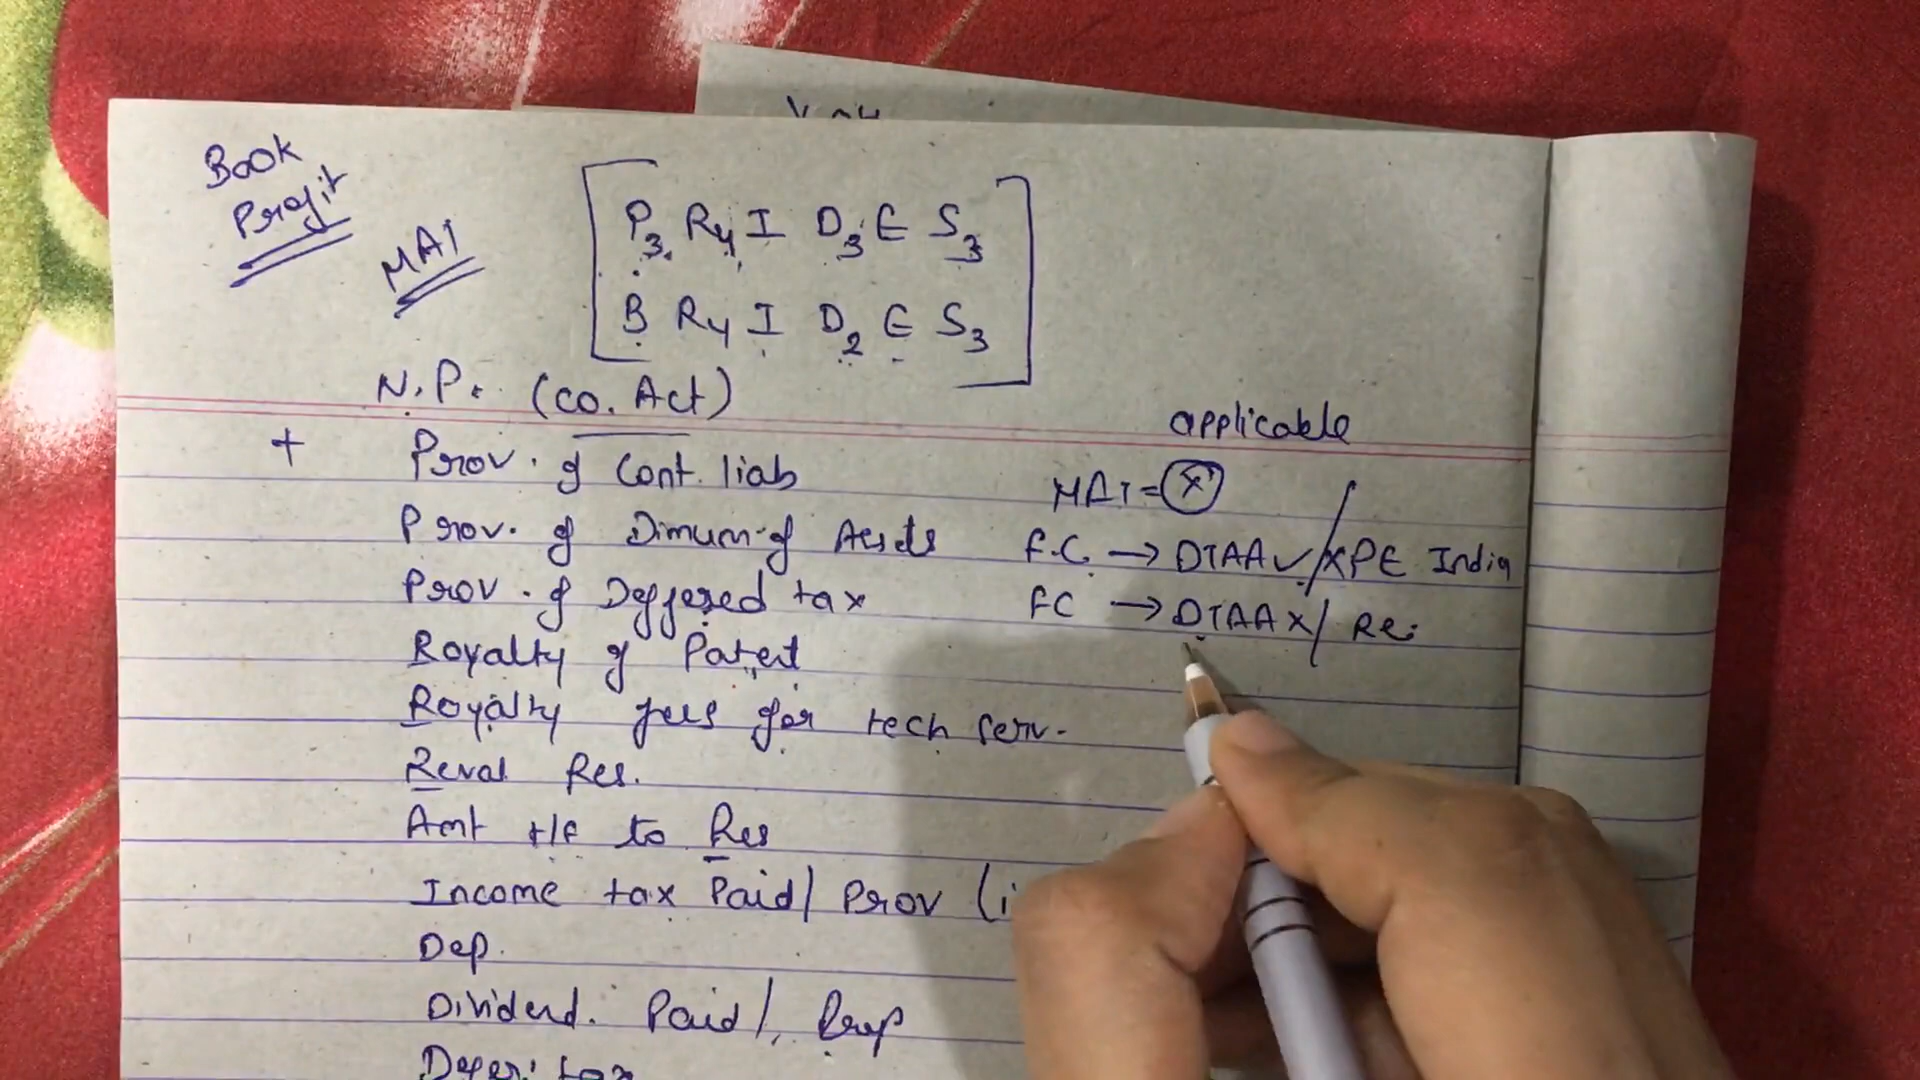 Book
Profit
MAT
P3 R4 I D3 E S3
B R4 I D2 E S3
N.P. (co. Act)
applicable
+ Prov. of Cont. liab
MAT = X
Prov. of Dimun. of Assets
F.C. → DTAA ✓ / X PE India
Prov. of Deffered tax
FC → DTAA X / Re.
Royalty of Patent
Royalty fees for tech serv.
Reval Res.
Amt t/f to Res
Income tax Paid / Prov (i
Dep.
Dividend. Paid / Prop
Defer. tax